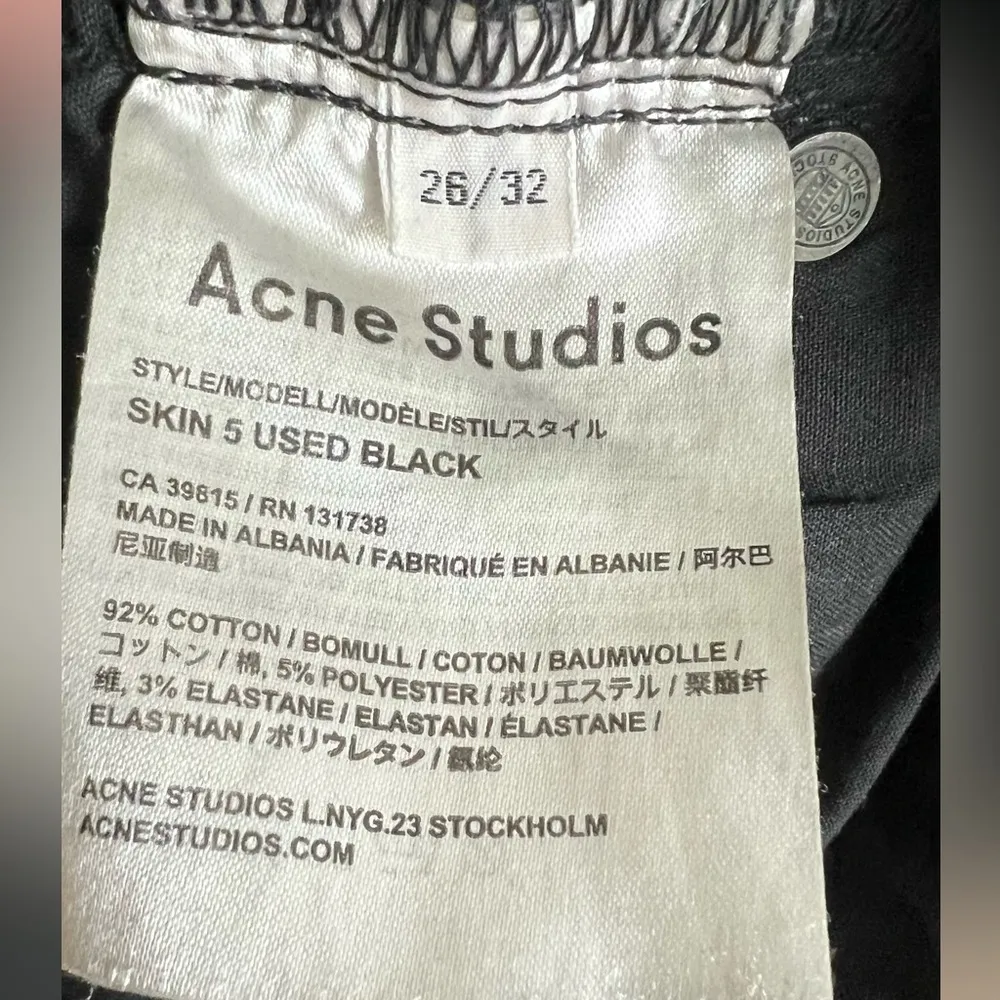 26/32
Acne Studios
STYLE/MODELL/MODÈLE/STIL/スタイル
SKIN 5 USED BLACK
CA 39815 / RN 131738
MADE IN ALBANIA / FABRIQUÉ EN ALBANIE / 阿尔巴
尼亚制造
92% COTTON / BOMULL / COTON / BAUMWOLLE /
コットン / 棉, 5% POLYESTER / ポリエステル / 聚酯纤
维, 3% ELASTANE / ELASTAN / ÉLASTANE /
ELASTHAN / ポリウレタン / 氨纶
ACNE STUDIOS L.NYG.23 STOCKHOLM
ACNESTUDIOS.COM
ACNE STUDIOS